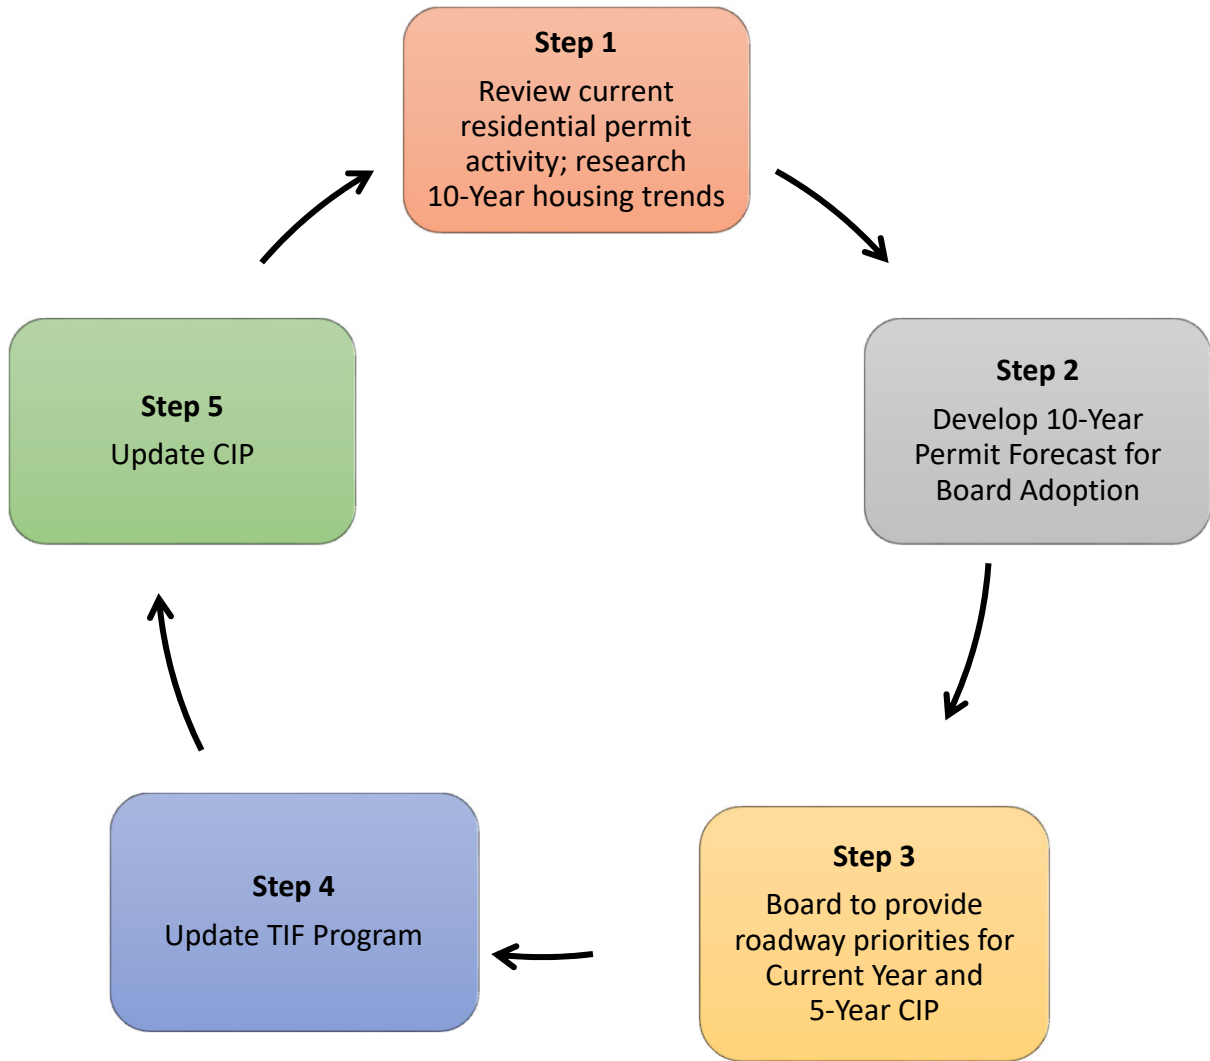 Step 1
Review current
residential permit
activity; research
10-Year housing trends
Step 2
Develop 10-Year
Permit Forecast for
Board Adoption
Step 3
Board to provide
roadway priorities for
Current Year and
5-Year CIP
Step 4
Update TIF Program
Step 5
Update CIP